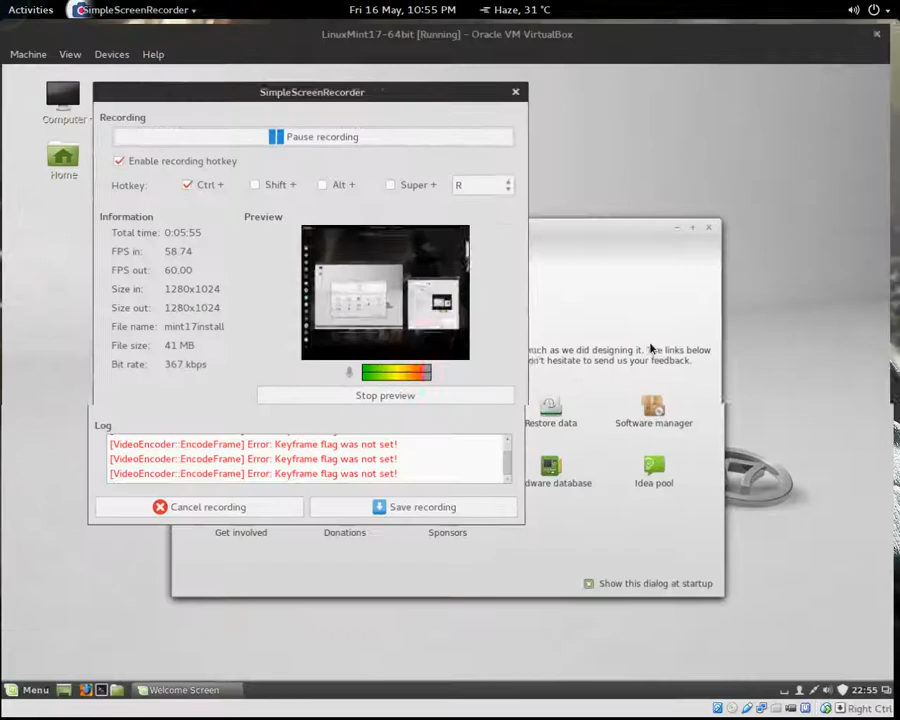 Activities SimpleScreenRecorder Fri 16 May, 10:55 PM Haze, 31 °C
LinuxMint17-64bit [Running] - Oracle VM VirtualBox
Machine View Devices Help
Computer
Home
SimpleScreenRecorder
Recording
Pause recording
Enable recording hotkey
Hotkey: Ctrl + Shift + Alt + Super + R
Information
Preview
Total time: 0:05:55
FPS in: 58.74
FPS out: 60.00
Size in: 1280x1024
Size out: 1280x1024
File name: mint17install
File size: 41 MB
Bit rate: 367 kbps
Stop preview
Log
[VideoEncoder::EncodeFrame] Error: Keyframe flag was not set!
[VideoEncoder::EncodeFrame] Error: Keyframe flag was not set!
[VideoEncoder::EncodeFrame] Error: Keyframe flag was not set!
Cancel recording Save recording
much as we did designing it. The links below
n't hesitate to send us your feedback.
Restore data Software manager
dware database Idea pool
Get involved Donations Sponsors
Show this dialog at startup
Menu Welcome Screen 22:55
Right Ctrl